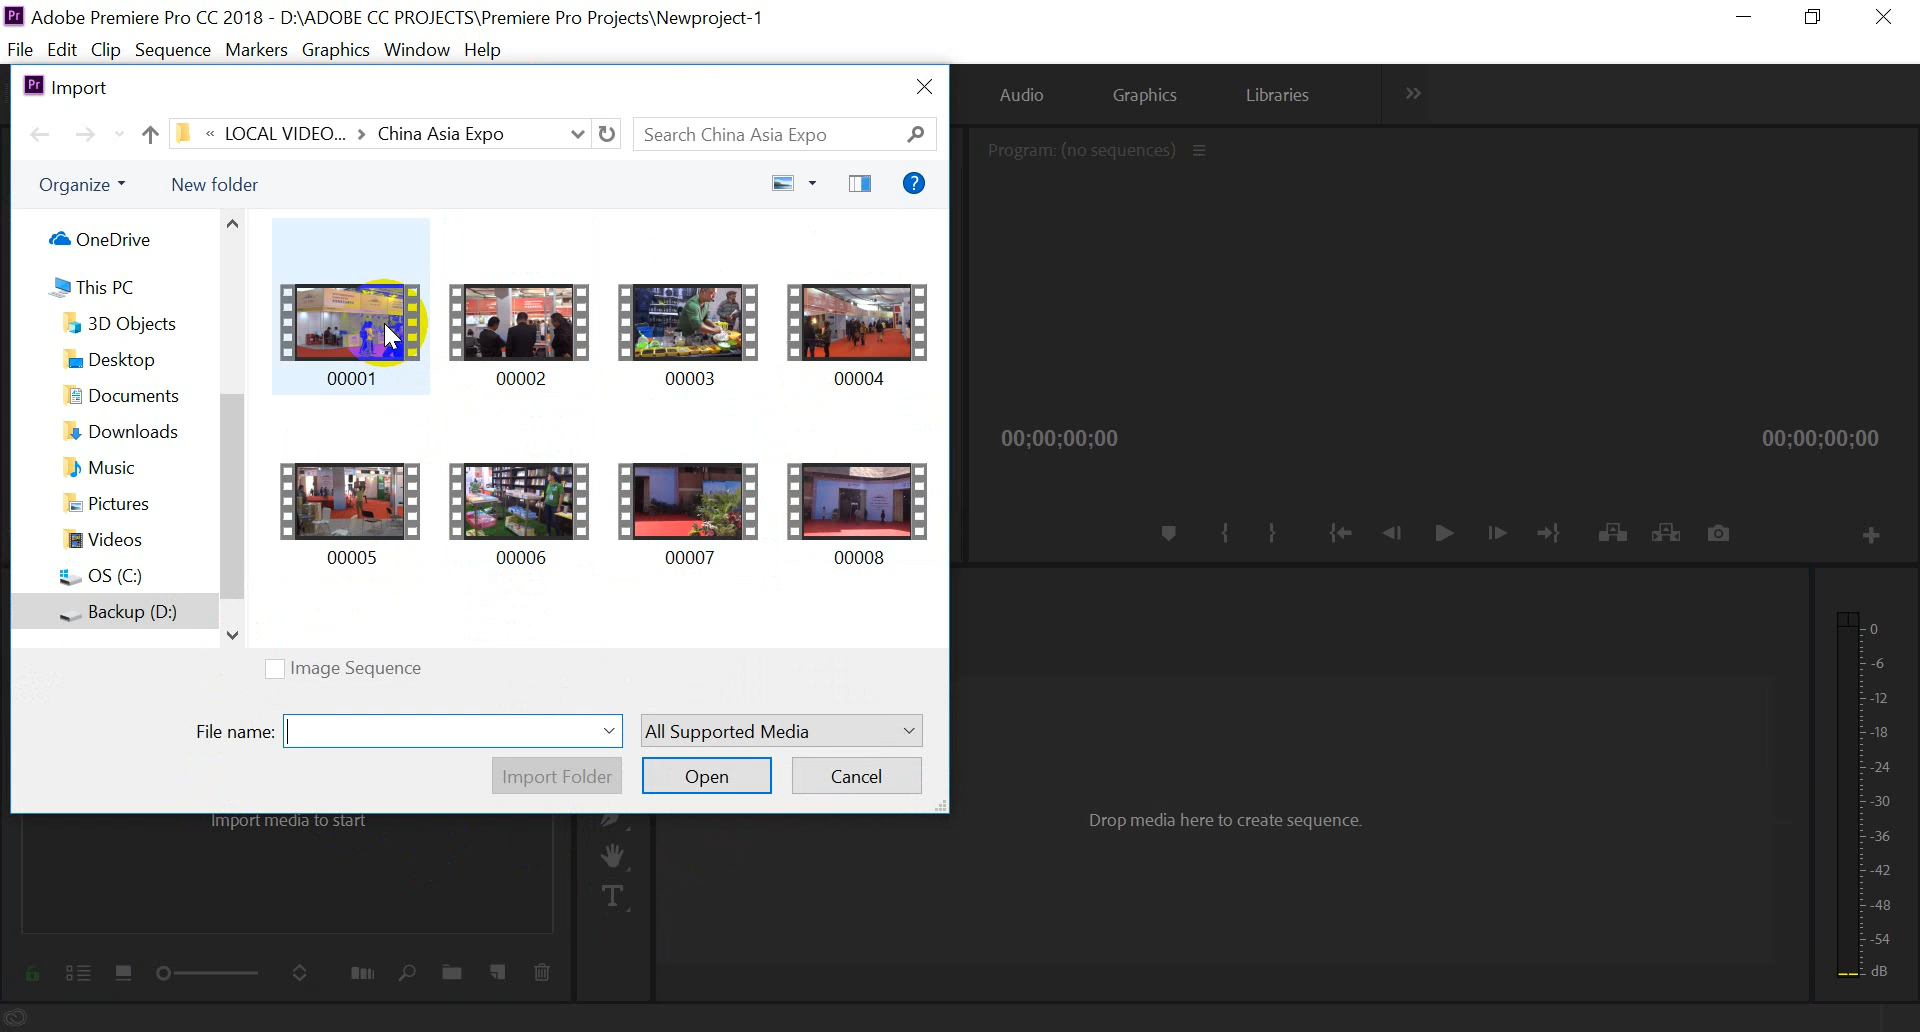 Adobe Premiere Pro CC 2018 - D:\ADOBE CC PROJECTS\Premiere Pro Projects\Newproject-1
File Edit Clip Sequence Markers Graphics Window Help
Pr Import
Audio Graphics Libraries
« LOCAL VIDEO... > China Asia Expo
Search China Asia Expo
Program: (no sequences)
Organize New folder
OneDrive
This PC
3D Objects
Desktop
Documents
Downloads
Music
Pictures
Videos
OS (C:)
Backup (D:)
00001 00002 00003 00004
00005 00006 00007 00008
00;00;00;00 00;00;00;00
Image Sequence
File name: All Supported Media
Import Folder Open Cancel
Import media to start
Drop media here to create sequence.
0
-6
-12
-18
-24
-30
-36
-42
-48
-54
dB